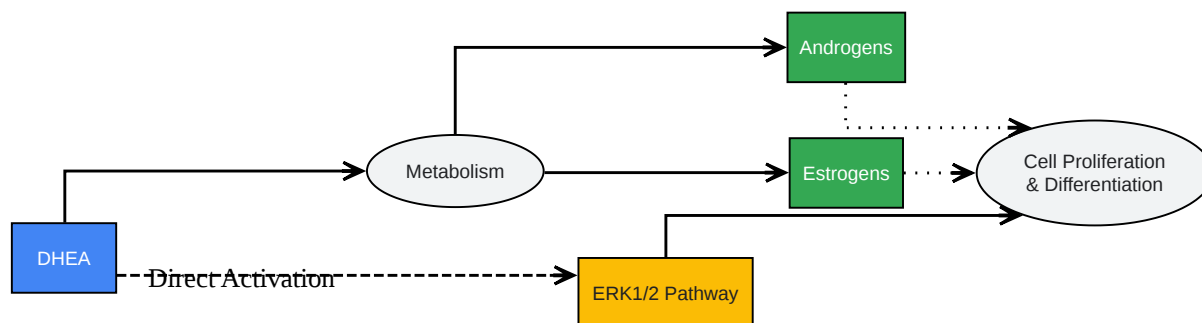 Androgens
Metabolism
Estrogens
Cell Proliferation
& Differentiation
DHEA
Direct Activation
ERK1/2 Pathway